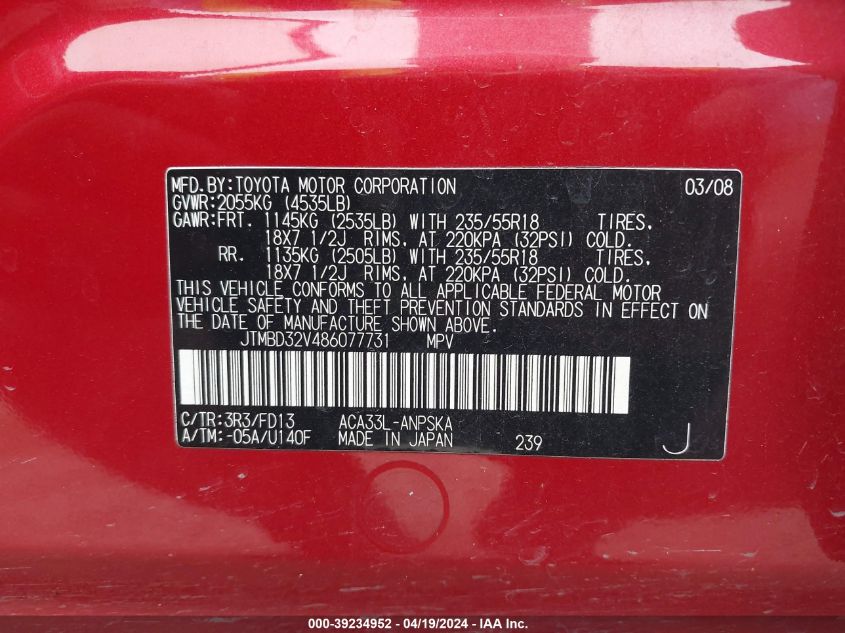 MFD.BY:TOYOTA MOTOR CORPORATION 03/08
GVWR:2055KG (4535LB)
GAWR:FRT. 1145KG (2535LB) WITH 235/55R18 TIRES,
18X7 1/2J RIMS, AT 220KPA (32PSI) COLD.
RR. 1135KG (2505LB) WITH 235/55R18 TIRES,
18X7 1/2J RIMS, AT 220KPA (32PSI) COLD.
THIS VEHICLE CONFORMS TO ALL APPLICABLE FEDERAL MOTOR
VEHICLE SAFETY AND THEFT PREVENTION STANDARDS IN EFFECT ON
THE DATE OF MANUFACTURE SHOWN ABOVE.
JTMBD32V486077731 MPV
C/TR:3R3/FD13 ACA33L-ANPSKA
A/TM:-05A/U140F MADE IN JAPAN 239 J
000-39234952 - 04/19/2024 - IAA Inc.